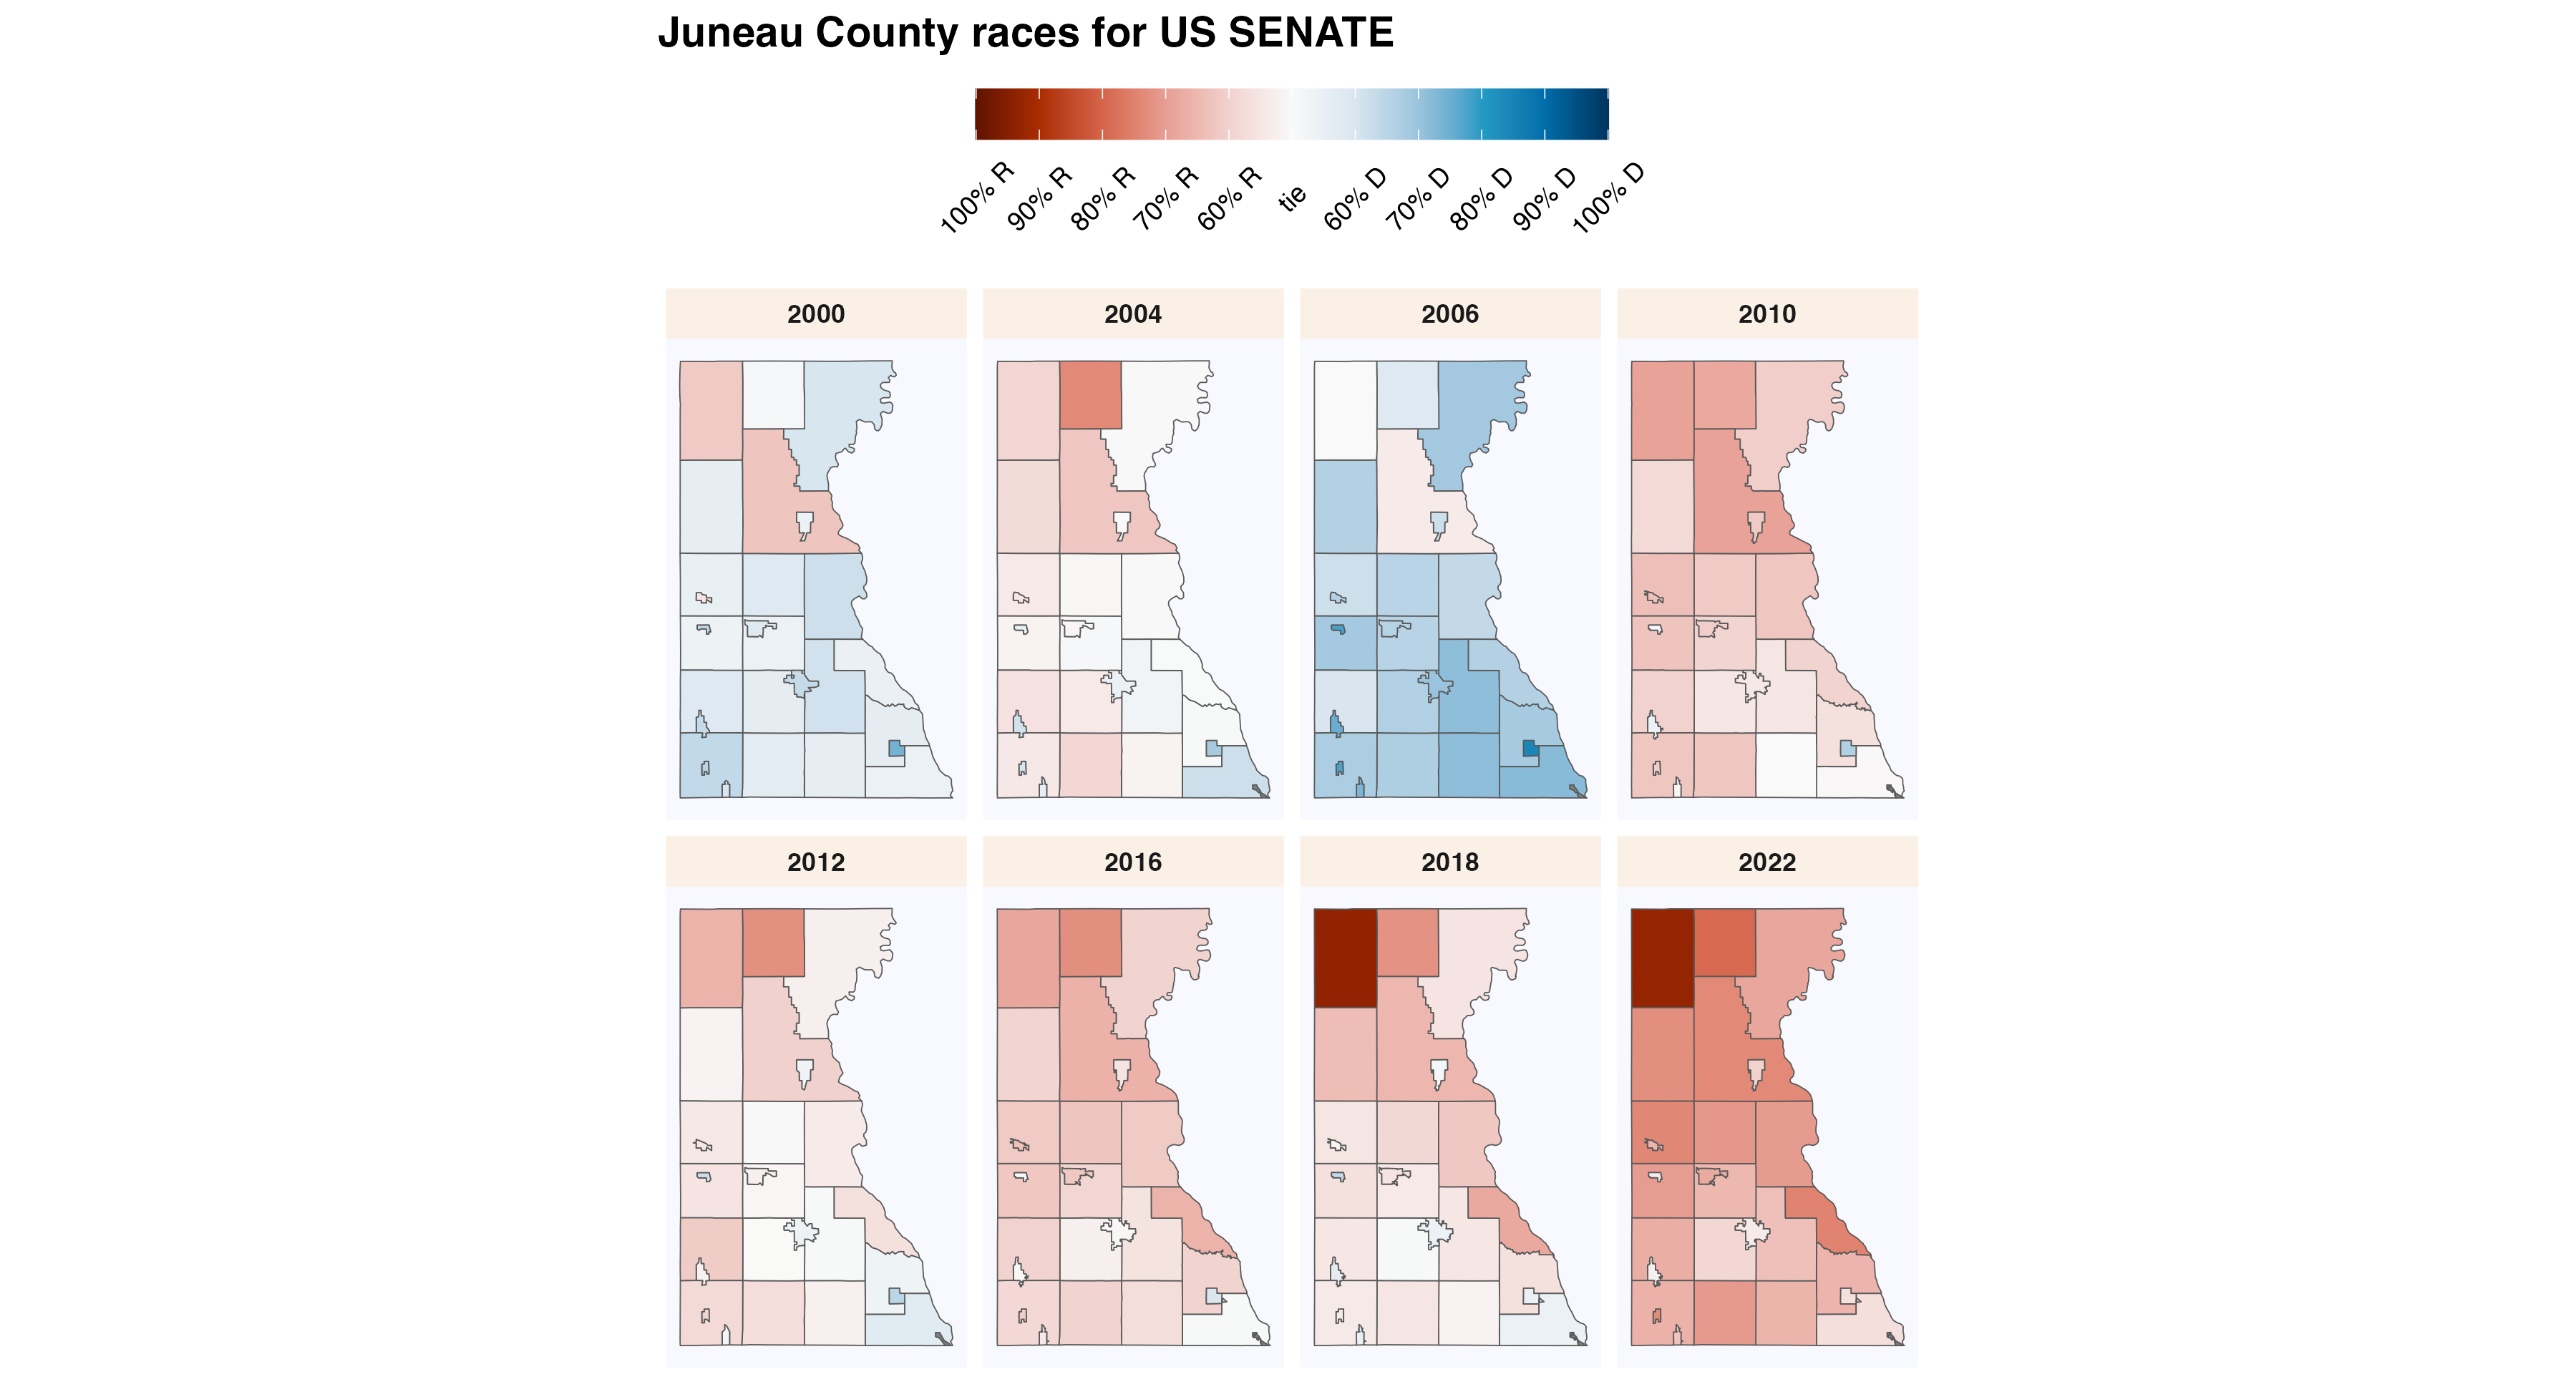 Juneau County races for US SENATE
100% R
90% R
80% R
70% R
60% R
tie
60% D
70% D
80% D
90% D
100% D
2000
2004
2006
2010
2012
2016
2018
2022